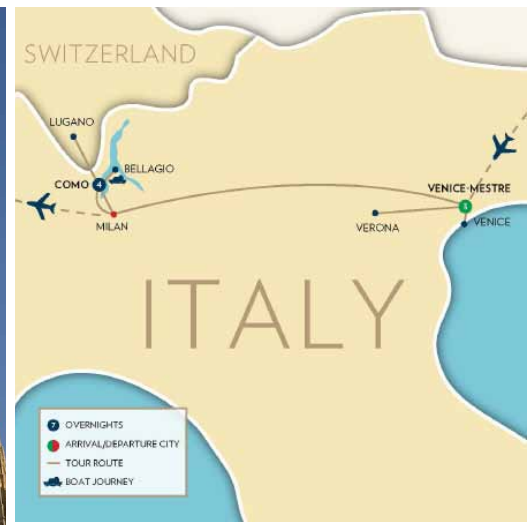 SWITZERLAND
LUGANO
BELLAGIO
COMO 4
MILAN
VENICE-MESTRE
VERONA
VENICE
ITALY
7 OVERNIGHTS
ARRIVAL/DEPARTURE CITY
TOUR ROUTE
BOAT JOURNEY